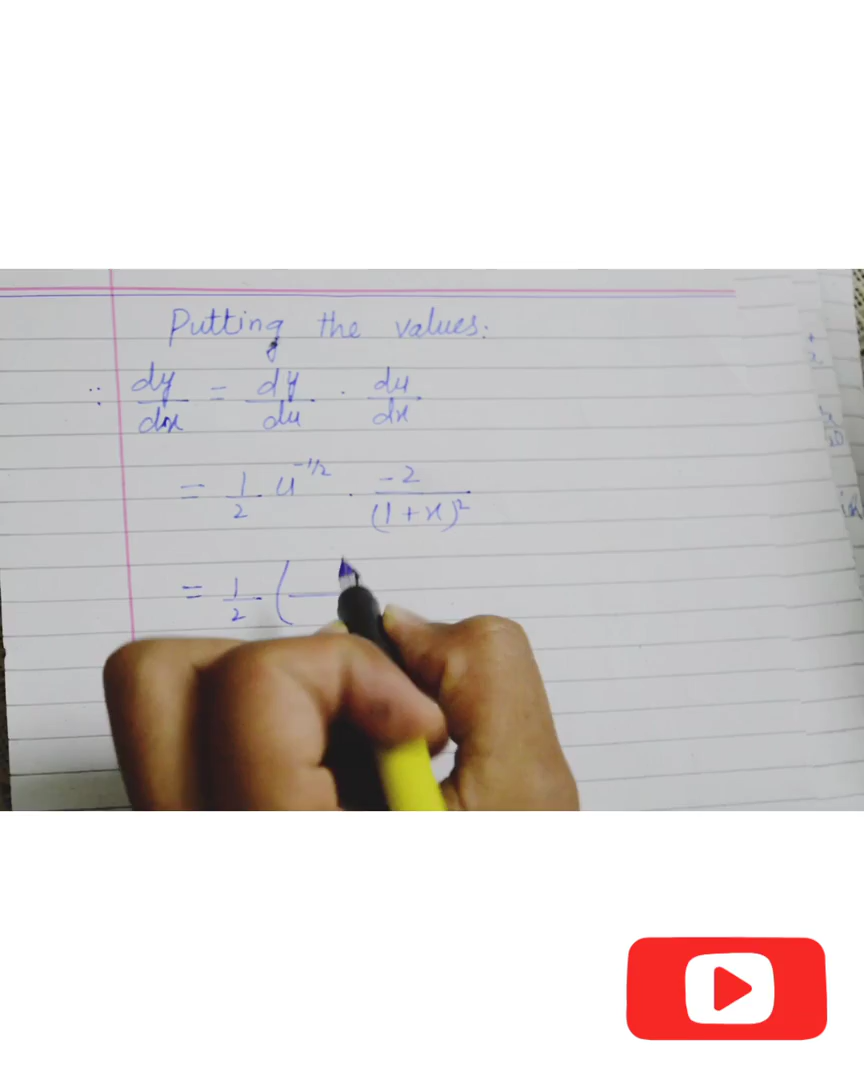 Putting the values:
∵ dy/dx = dy/du . du/dx
= 1/2 u^-1/2 . -2/(1+x)²
= 1/2 (